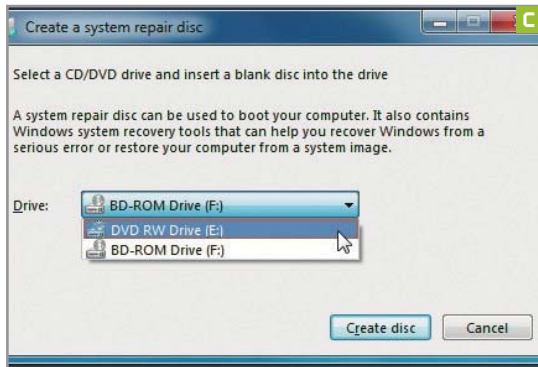 C
Create a system repair disc
Select a CD/DVD drive and insert a blank disc into the drive
A system repair disc can be used to boot your computer. It also contains
Windows system recovery tools that can help you recover Windows from a
serious error or restore your computer from a system image.
Drive: BD-ROM Drive (F:)
DVD RW Drive (E:)
BD-ROM Drive (F:)
Create disc Cancel